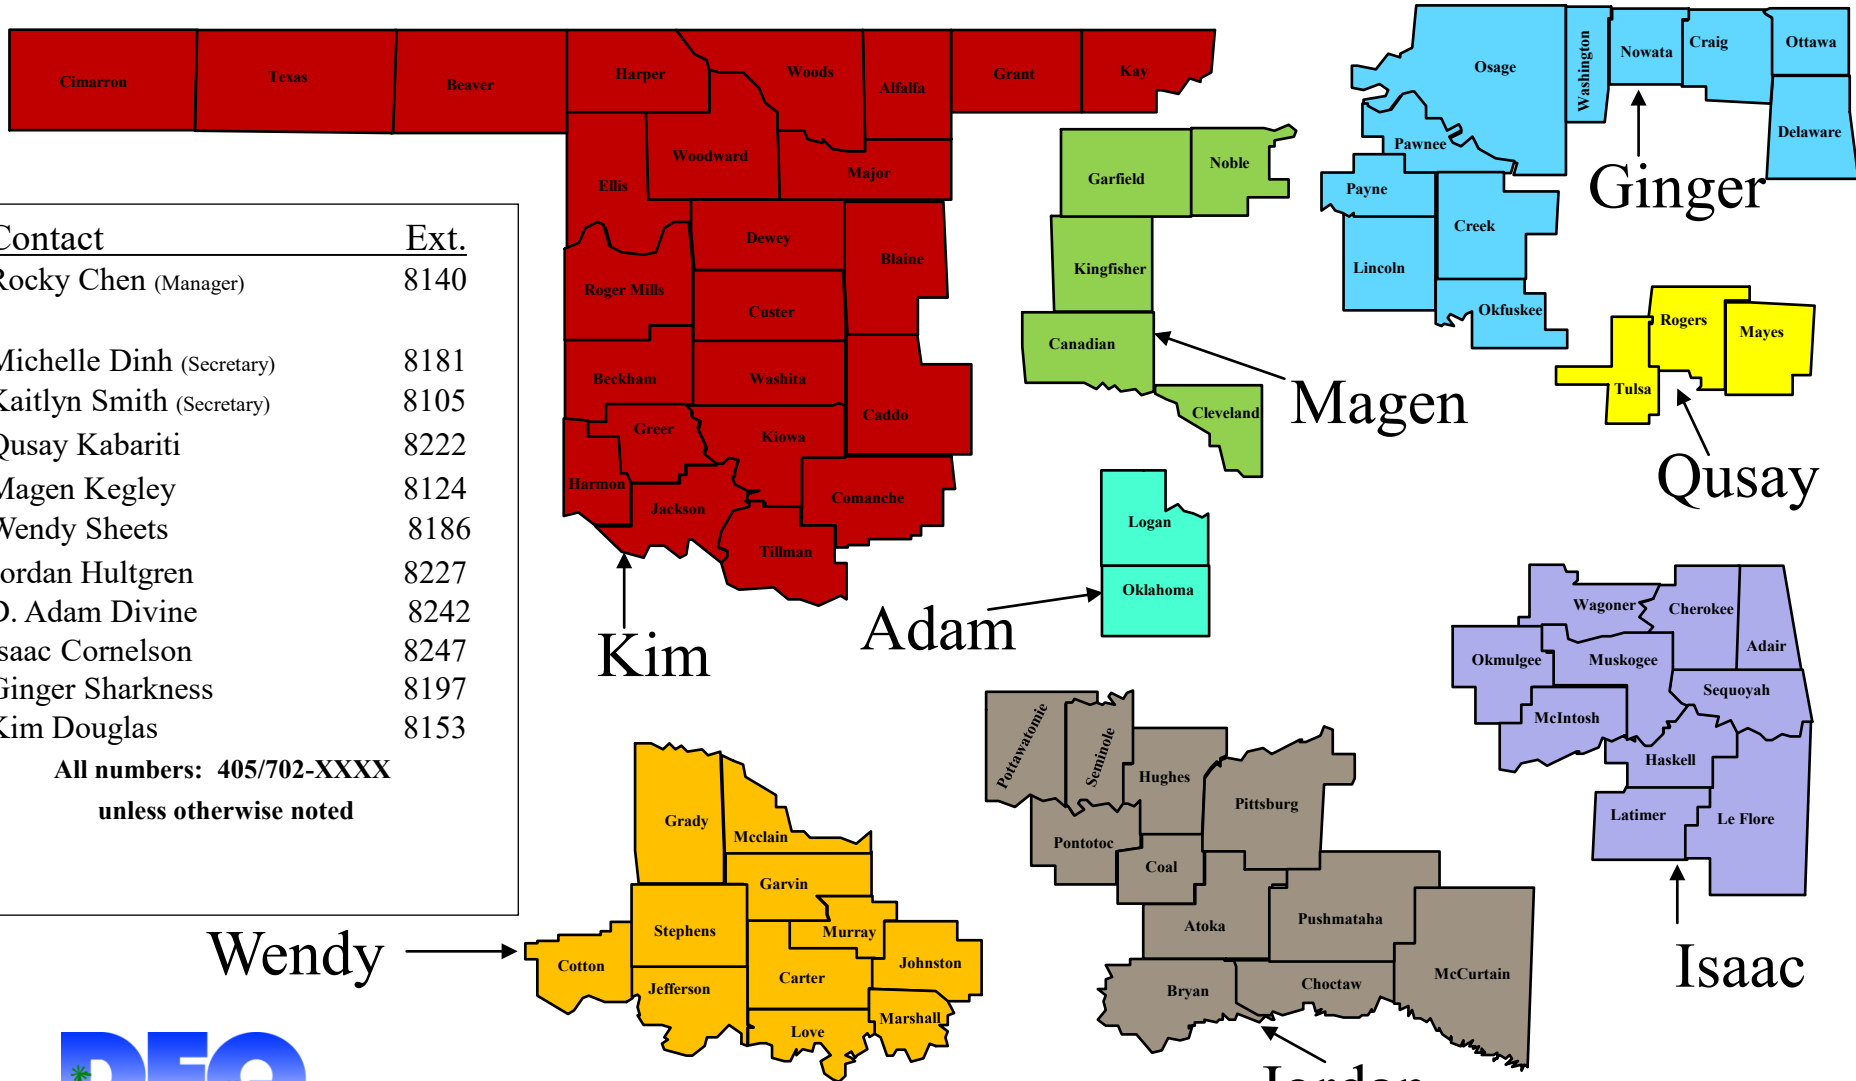 Cimarron
Texas
Beaver
Harper
Woods
Alfalfa
Grant
Kay
Woodward
Ellis
Major
Dewey
Blaine
Roger Mills
Custer
Beckham
Washita
Caddo
Greer
Kiowa
Harmon
Jackson
Comanche
Tillman
Kim
Garfield
Noble
Kingfisher
Canadian
Cleveland
Magen
Osage
Washington
Nowata
Craig
Ottawa
Delaware
Pawnee
Payne
Creek
Lincoln
Okfuskee
Ginger
Rogers
Mayes
Tulsa
Qusay
Logan
Oklahoma
Adam
Contact Ext.
Rocky Chen (Manager) 8140
Michelle Dinh (Secretary) 8181
Kaitlyn Smith (Secretary) 8105
Qusay Kabariti 8222
Magen Kegley 8124
Wendy Sheets 8186
Jordan Hultgren 8227
D. Adam Divine 8242
Isaac Cornelson 8247
Ginger Sharkness 8197
Kim Douglas 8153
All numbers: 405/702-XXXX
unless otherwise noted
Wagoner
Cherokee
Adair
Okmulgee
Muskogee
Sequoyah
McIntosh
Haskell
Latimer
Le Flore
Isaac
Pottawatomie
Seminole
Hughes
Pittsburg
Pontotoc
Coal
Atoka
Pushmataha
Bryan
Choctaw
McCurtain
Jordan
Grady
Mcclain
Garvin
Stephens
Murray
Cotton
Carter
Johnston
Jefferson
Love
Marshall
Wendy
DEQ